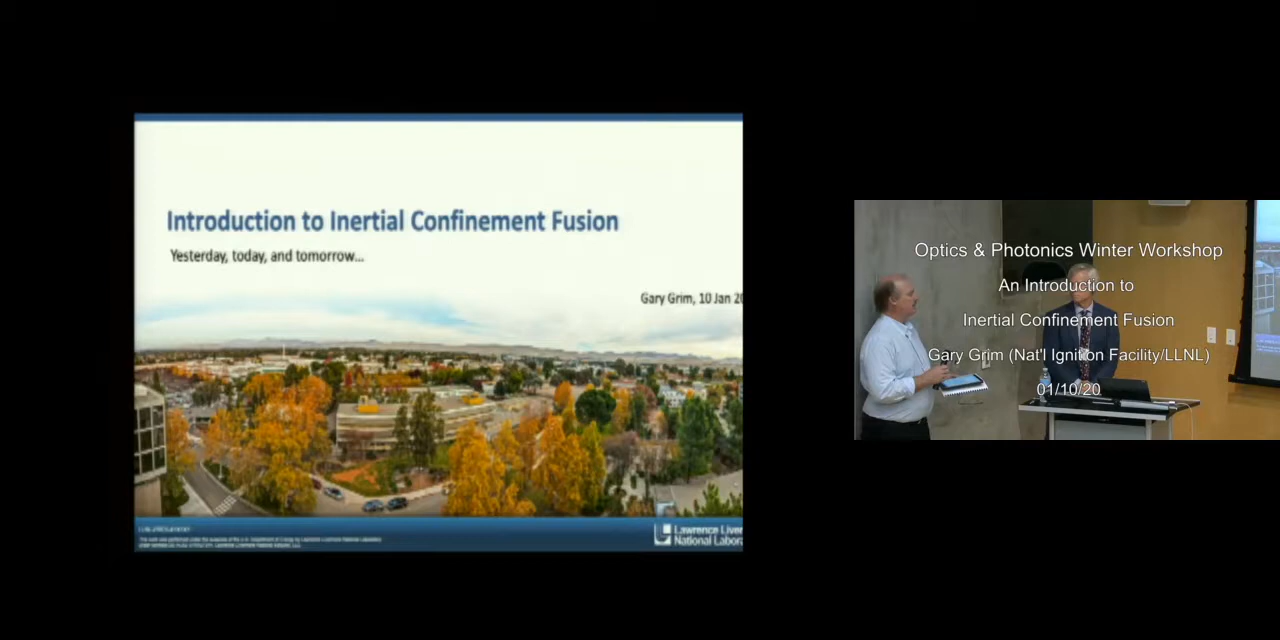 Introduction to Inertial Confinement Fusion
Yesterday, today, and tomorrow...
Gary Grim, 10 Jan 20
Lawrence Liver
National Labora
Optics & Photonics Winter Workshop
An Introduction to
Inertial Confinement Fusion
Gary Grim (Nat'l Ignition Facility/LLNL)
01/10/20